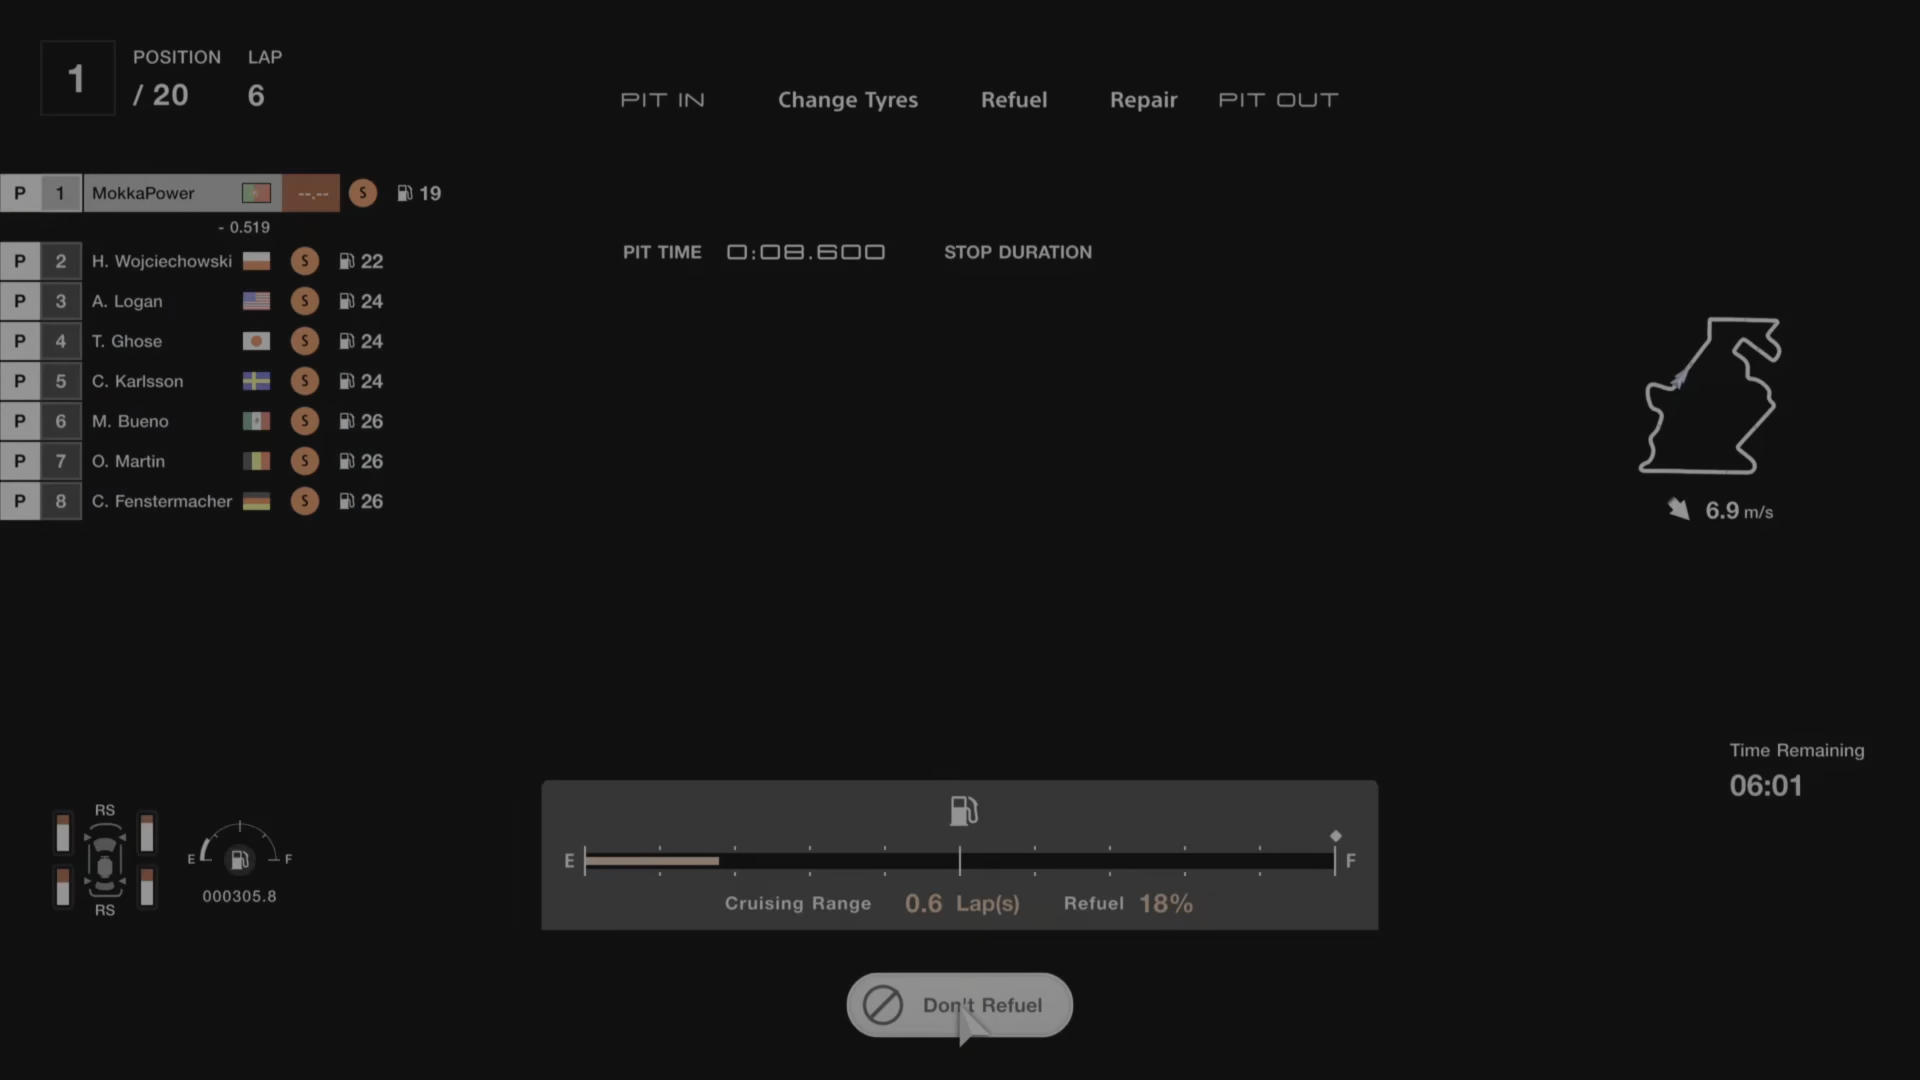 1
POSITION LAP
/ 20 6
PIT IN Change Tyres Refuel Repair PIT OUT
P 1 MokkaPower --.-- S 19
- 0.519
P 2 H. Wojciechowski S 22
P 3 A. Logan S 24
P 4 T. Ghose S 24
P 5 C. Karlsson S 24
P 6 M. Bueno S 26
P 7 O. Martin S 26
P 8 C. Fenstermacher S 26
PIT TIME 0:08.600 STOP DURATION
6.9 m/s
Time Remaining
06:01
RS
RS
E F
000305.8
E F
Cruising Range 0.6 Lap(s) Refuel 18%
Don't Refuel